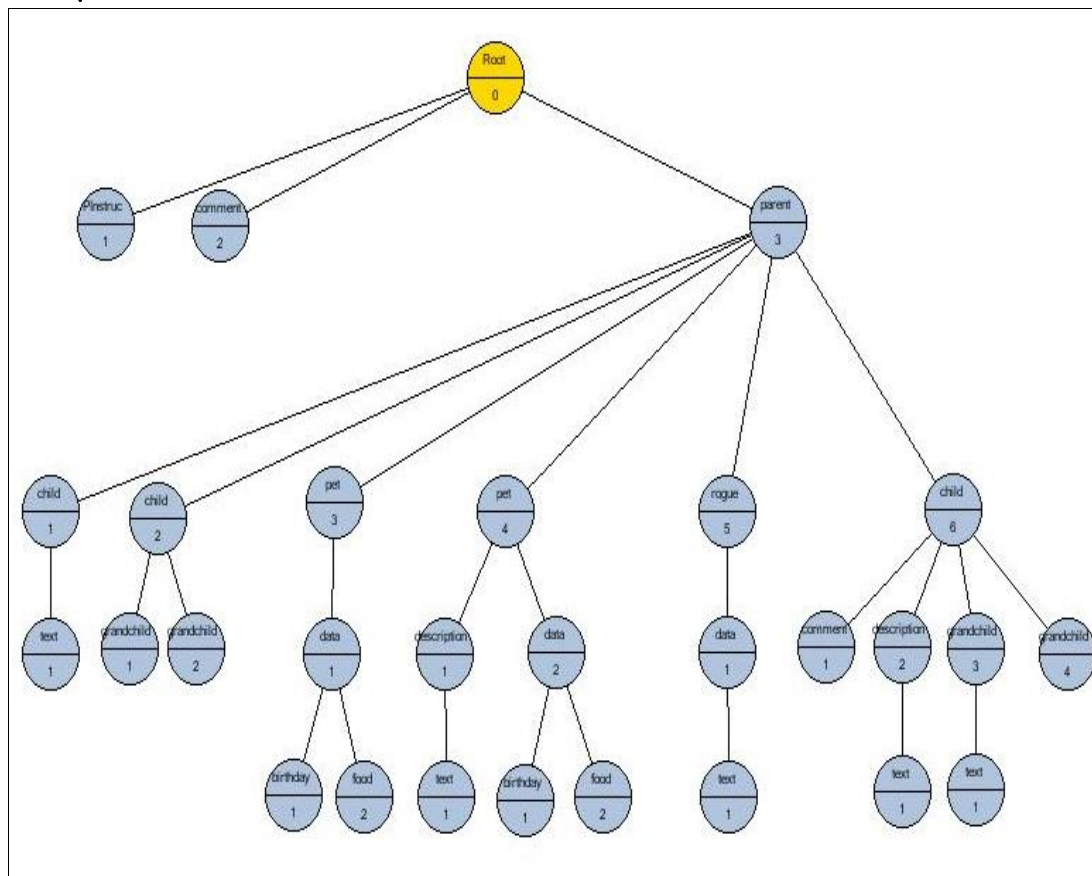 Root
0
PInstruc
1
comment
2
parent
3
child
1
child
2
pet
3
pet
4
rogue
5
child
6
text
1
grandchild
1
grandchild
2
data
1
description
1
data
2
data
1
comment
1
description
2
grandchild
3
grandchild
4
birthday
1
food
2
text
1
birthday
1
food
2
text
1
text
1
text
1